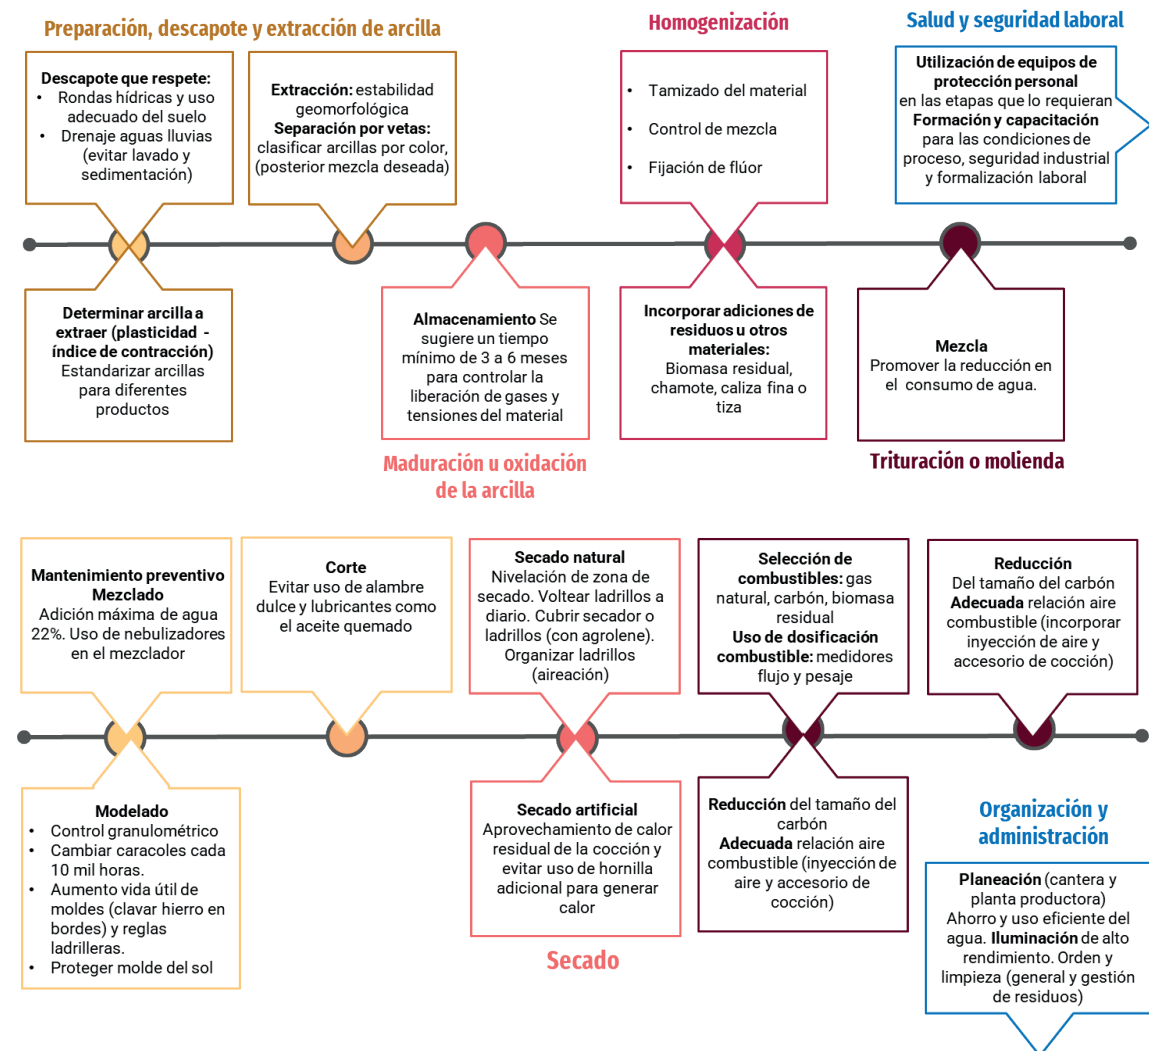 Preparación, descapote y extracción de arcilla
Descapote que respete:
• Rondas hídricas y uso
adecuado del suelo
• Drenaje aguas lluvias
(evitar lavado y
sedimentación)
Extracción: estabilidad
geomorfológica
Separación por vetas:
clasificar arcillas por color,
(posterior mezcla deseada)
Homogenización
• Tamizado del material
• Control de mezcla
• Fijación de flúor
Salud y seguridad laboral
Utilización de equipos de
protección personal
en las etapas que lo requieran
Formación y capacitación
para las condiciones de
proceso, seguridad industrial
y formalización laboral
Determinar arcilla a
extraer (plasticidad -
índice de contracción)
Estandarizar arcillas
para diferentes
productos
Almacenamiento Se
sugiere un tiempo
mínimo de 3 a 6 meses
para controlar la
liberación de gases y
tensiones del material
Maduración u oxidación
de la arcilla
Incorporar adiciones de
residuos u otros
materiales:
Biomasa residual,
chamote, caliza fina o
tiza
Mezcla
Promover la reducción en
el consumo de agua.
Trituración o molienda
Mantenimiento preventivo
Mezclado
Adición máxima de agua
22%. Uso de nebulizadores
en el mezclador
Corte
Evitar uso de alambre
dulce y lubricantes como
el aceite quemado
Secado natural
Nivelación de zona de
secado. Voltear ladrillos a
diario. Cubrir secador o
ladrillos (con agrolene).
Organizar ladrillos
(aireación)
Selección de
combustibles: gas
natural, carbón, biomasa
residual
Uso de dosificación
combustible: medidores
flujo y pesaje
Reducción
Del tamaño del carbón
Adecuada relación aire
combustible (incorporar
inyección de aire y
accesorio de cocción)
Modelado
• Control granulométrico
• Cambiar caracoles cada
10 mil horas.
• Aumento vida útil de
moldes (clavar hierro en
bordes) y reglas
ladrilleras.
• Proteger molde del sol
Secado artificial
Aprovechamiento de calor
residual de la cocción y
evitar uso de hornilla
adicional para generar
calor
Secado
Reducción del tamaño del
carbón
Adecuada relación aire
combustible (inyección de
aire y accesorio de
cocción)
Organización y
administración
Planeación (cantera y
planta productora)
Ahorro y uso eficiente del
agua. Iluminación de alto
rendimiento. Orden y
limpieza (general y gestión
de residuos)